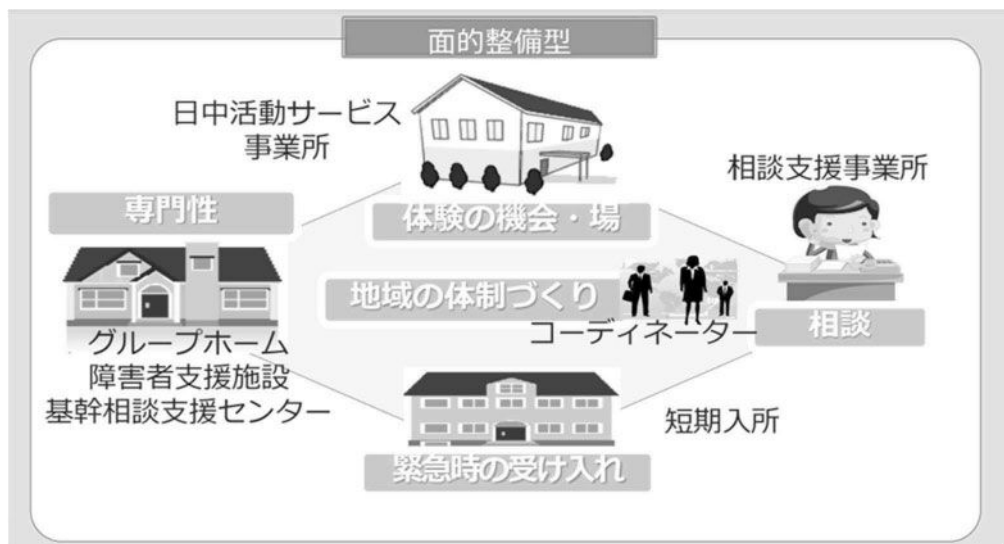 面的整備型
日中活動サービス
事業所
相談支援事業所
専門性
体験の機会・場
地域の体制づくり
コーディネーター
相談
グループホーム
障害者支援施設
基幹相談支援センター
短期入所
緊急時の受け入れ